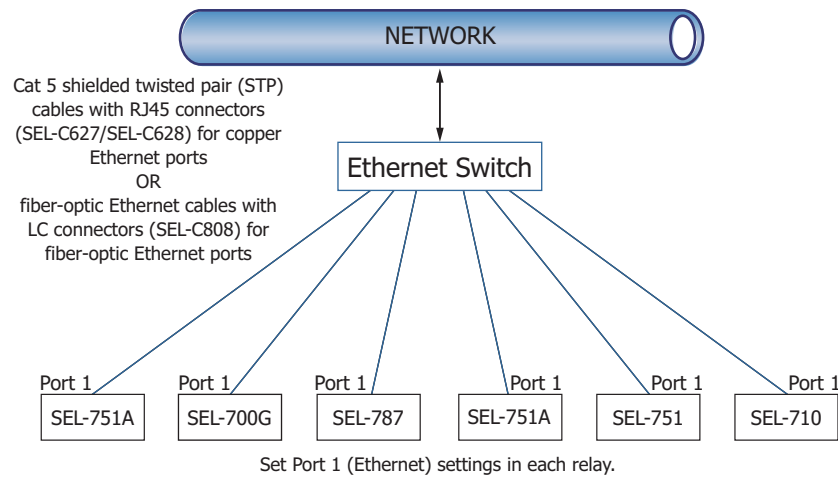 NETWORK
Cat 5 shielded twisted pair (STP)
cables with RJ45 connectors
(SEL-C627/SEL-C628) for copper
Ethernet ports
OR
fiber-optic Ethernet cables with
LC connectors (SEL-C808) for
fiber-optic Ethernet ports
Ethernet Switch
Port 1 Port 1 Port 1 Port 1 Port 1 Port 1
SEL-751A SEL-700G SEL-787 SEL-751A SEL-751 SEL-710
Set Port 1 (Ethernet) settings in each relay.